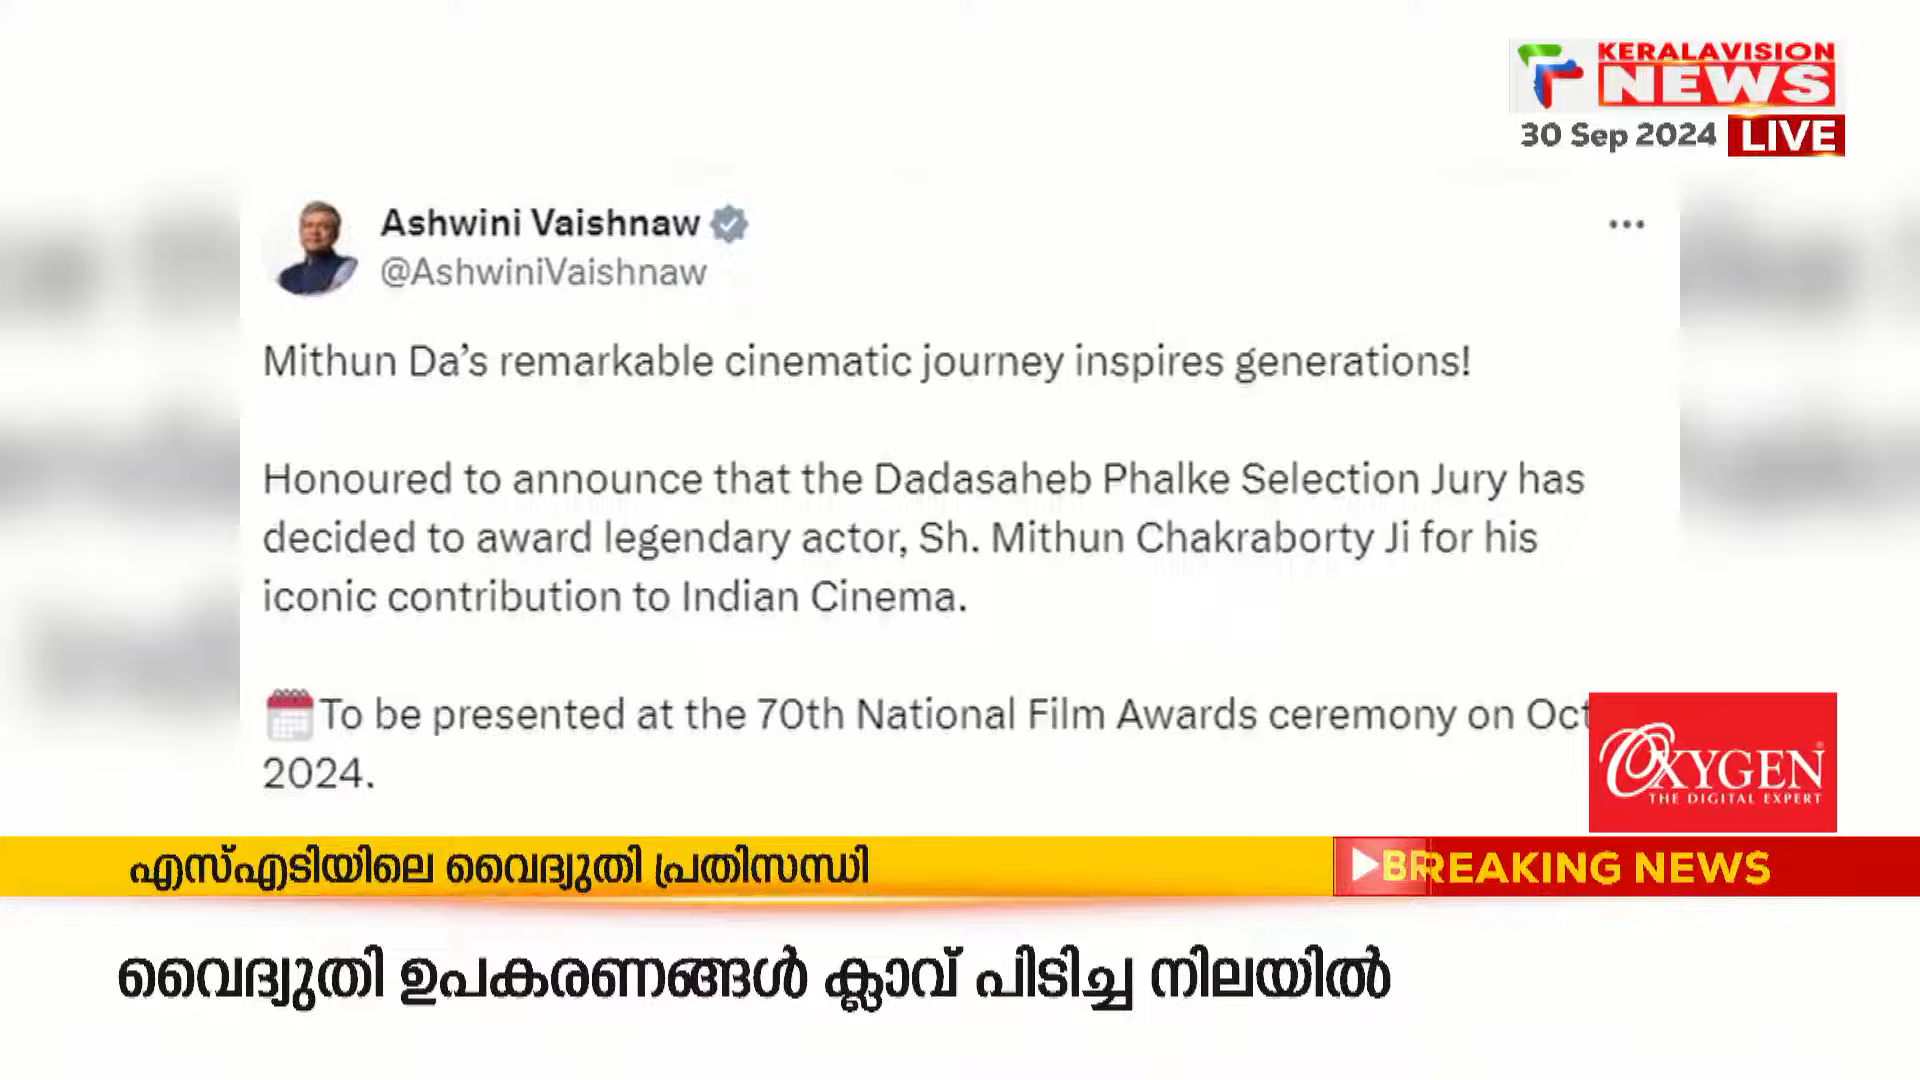 KERALAVISION
NEWS
30 Sep 2024 LIVE
Ashwini Vaishnaw
@AshwiniVaishnaw
Mithun Da’s remarkable cinematic journey inspires generations!
Honoured to announce that the Dadasaheb Phalke Selection Jury has
decided to award legendary actor, Sh. Mithun Chakraborty Ji for his
iconic contribution to Indian Cinema.
To be presented at the 70th National Film Awards ceremony on Oct
2024.
OXYGEN
THE DIGITAL EXPERT
എസ്എടിയിലെ വൈദ്യുതി പ്രതിസന്ധി
BREAKING NEWS
വൈദ്യുതി ഉപകരണങ്ങൾ ക്ലാവ് പിടിച്ച നിലയിൽ